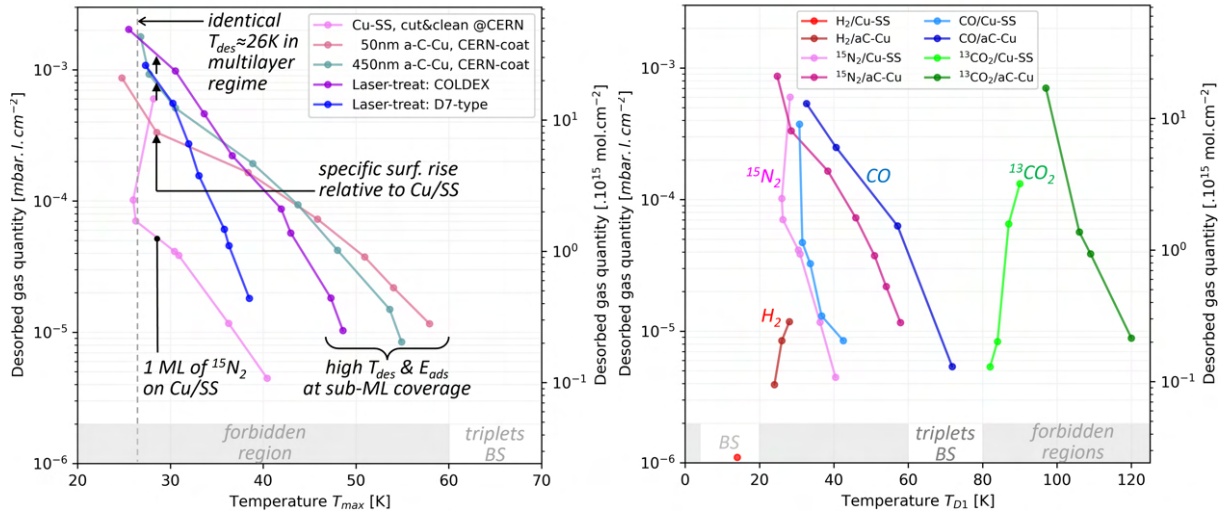 identical
T_des≈26K in
multilayer
regime
Cu-SS, cut&clean @CERN
50nm a-C-Cu, CERN-coat
450nm a-C-Cu, CERN-coat
Laser-treat: COLDEX
Laser-treat: D7-type
specific surf. rise
relative to Cu/SS
1 ML of ¹⁵N₂
on Cu/SS
high T_des & E_ads
at sub-ML coverage
forbidden
region
triplets
BS
10⁻³
10⁻⁴
10⁻⁵
10⁻⁶
10¹
10⁰
10⁻¹
20 30 40 50 60 70
Temperature T_max [K]
Desorbed gas quantity [mbar. l. cm⁻²]
Desorbed gas quantity [.10¹⁵ mol.cm⁻²]
H₂/Cu-SS
H₂/aC-Cu
¹⁵N₂/Cu-SS
¹⁵N₂/aC-Cu
CO/Cu-SS
CO/aC-Cu
¹³CO₂/Cu-SS
¹³CO₂/aC-Cu
¹⁵N₂
CO
¹³CO₂
H₂
BS
triplets
BS
forbidden
regions
10⁻³
10⁻⁴
10⁻⁵
10⁻⁶
10¹
10⁰
10⁻¹
0 20 40 60 80 100 120
Temperature T_D1 [K]
Desorbed gas quantity [mbar. l. cm⁻²]
Desorbed gas quantity [.10¹⁵ mol.cm⁻²]